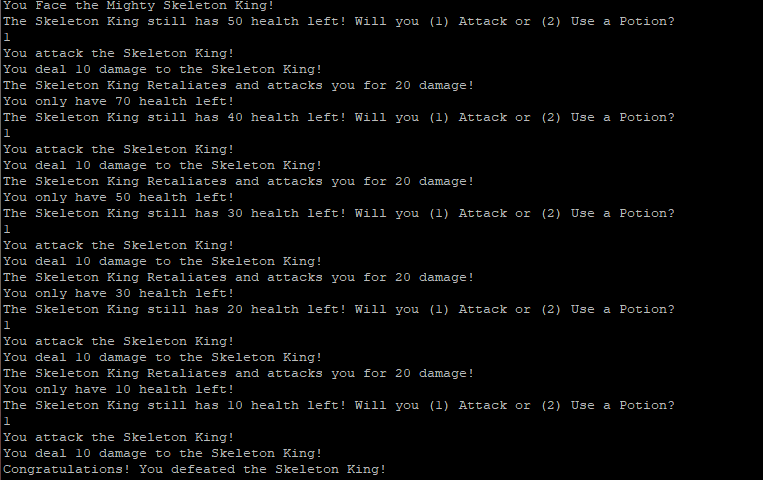 You Face the Mighty Skeleton King!
The Skeleton King still has 50 health left! Will you (1) Attack or (2) Use a Potion?
1
You attack the Skeleton King!
You deal 10 damage to the Skeleton King!
The Skeleton King Retaliates and attacks you for 20 damage!
You only have 70 health left!
The Skeleton King still has 40 health left! Will you (1) Attack or (2) Use a Potion?
1
You attack the Skeleton King!
You deal 10 damage to the Skeleton King!
The Skeleton King Retaliates and attacks you for 20 damage!
You only have 50 health left!
The Skeleton King still has 30 health left! Will you (1) Attack or (2) Use a Potion?
1
You attack the Skeleton King!
You deal 10 damage to the Skeleton King!
The Skeleton King Retaliates and attacks you for 20 damage!
You only have 30 health left!
The Skeleton King still has 20 health left! Will you (1) Attack or (2) Use a Potion?
1
You attack the Skeleton King!
You deal 10 damage to the Skeleton King!
The Skeleton King Retaliates and attacks you for 20 damage!
You only have 10 health left!
The Skeleton King still has 10 health left! Will you (1) Attack or (2) Use a Potion?
1
You attack the Skeleton King!
You deal 10 damage to the Skeleton King!
Congratulations! You defeated the Skeleton King!